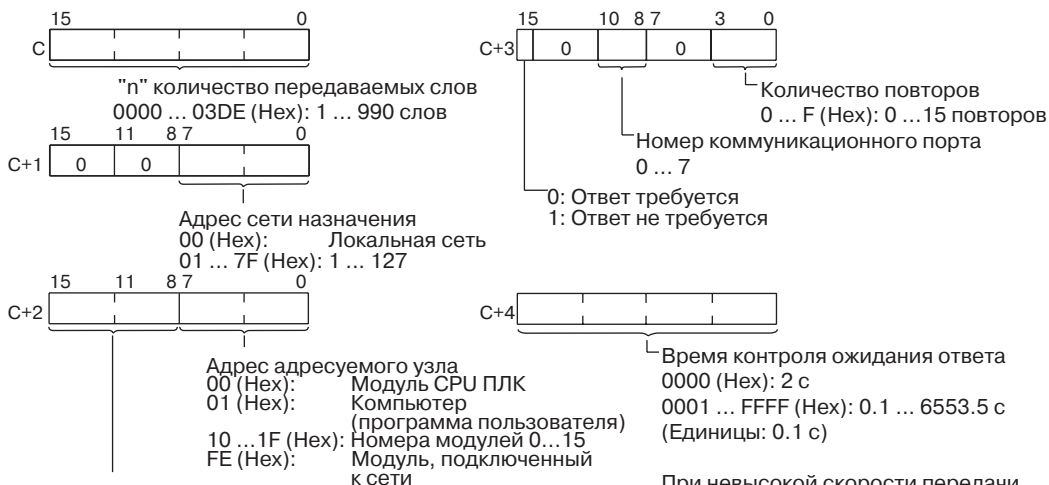 15 0
C
"n" количество передаваемых слов
0000 … 03DE (Hex): 1 … 990 слов
15 11 8 7 0
C+1 0 0
Адрес сети назначения
00 (Hex): Локальная сеть
01 … 7F (Hex): 1 … 127
15 11 8 7 0
C+2
Адрес адресуемого узла
00 (Hex): Модуль CPU ПЛК
01 (Hex): Компьютер
(программа пользователя)
10 …1F (Hex): Номера модулей 0…15
FE (Hex): Модуль, подключенный
к сети
15 10 8 7 3 0
C+3 0 0
Количество повторов
0 … F (Hex): 0 …15 повторов
Номер коммуникационного порта
0 … 7
0: Ответ требуется
1: Ответ не требуется
C+4
Время контроля ожидания ответа
0000 (Hex): 2 с
0001 … FFFF (Hex): 0.1 … 6553.5 с
(Единицы: 0.1 с)
При невысокой скорости передачи